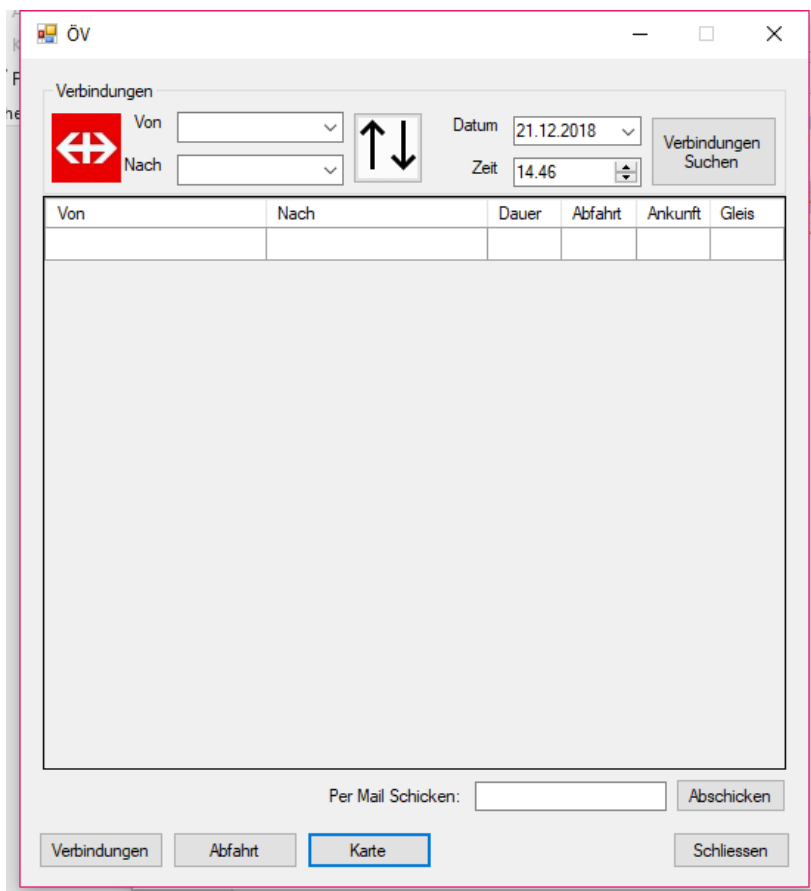 ÖV
Verbindungen
Von
Datum 21.12.2018
Nach
Zeit 14.46
Verbindungen
Suchen
Von Nach Dauer Abfahrt Ankunft Gleis
Per Mail Schicken: Abschicken
Verbindungen Abfahrt Karte Schliessen